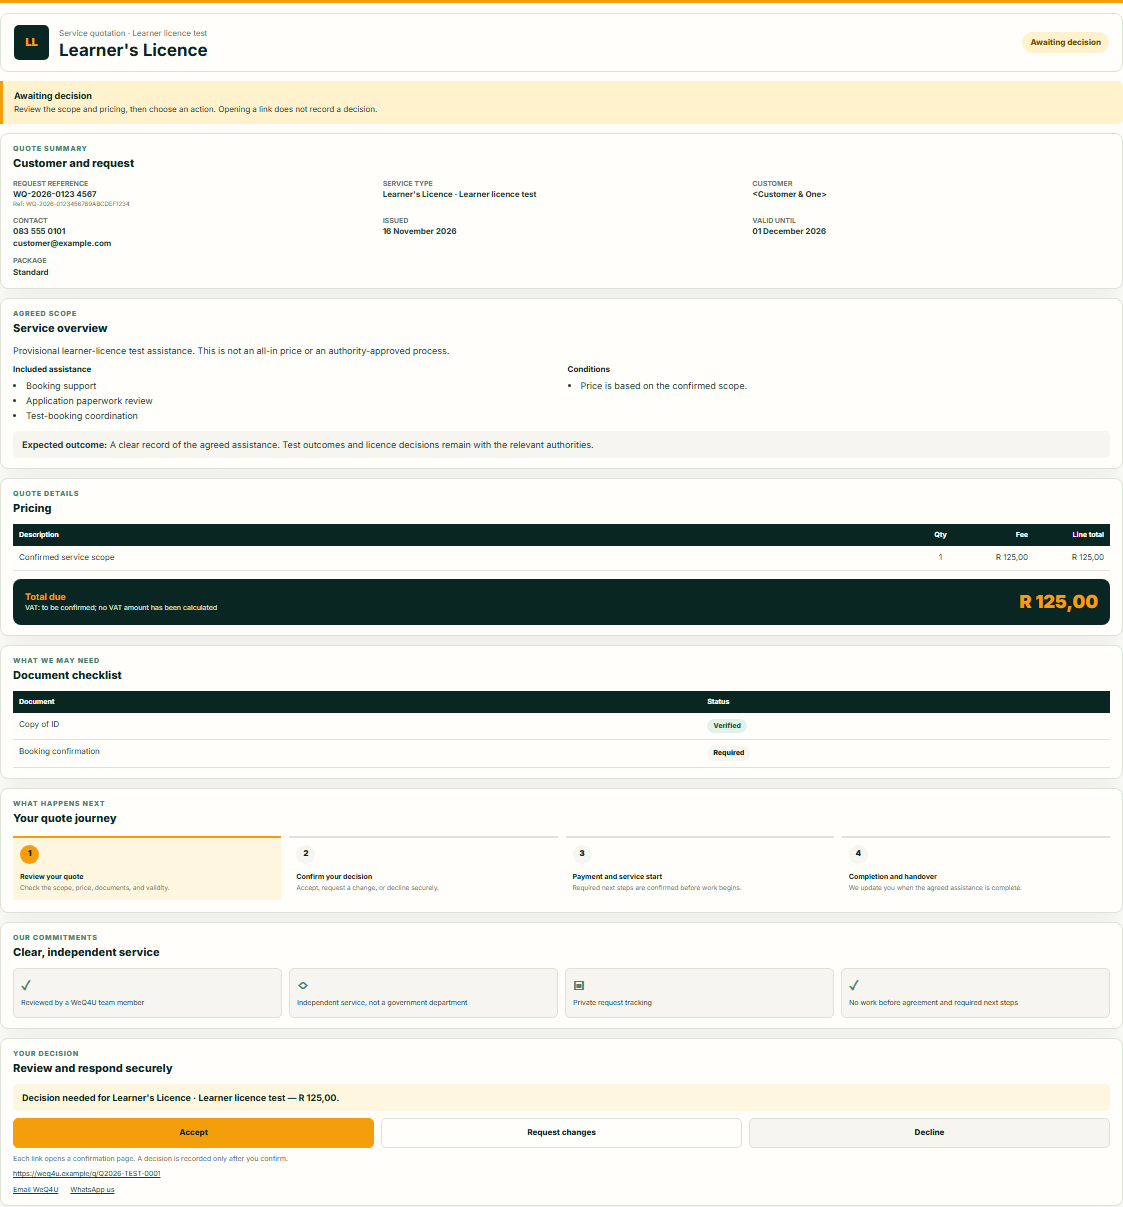 LL
Service quotation · Learner licence test
Learner's Licence
Awaiting decision
Awaiting decision
Review the scope and pricing, then choose an action. Opening a link does not record a decision.
QUOTE SUMMARY
Customer and request
REQUEST REFERENCE
WQ-2026-0123 4567
Ref: WQ-2026-0123456789ABCDEF1234
SERVICE TYPE
Learner's Licence · Learner licence test
CUSTOMER
<Customer & One>
CONTACT
083 555 0101
customer@example.com
ISSUED
16 November 2026
VALID UNTIL
01 December 2026
PACKAGE
Standard
AGREED SCOPE
Service overview
Provisional learner-licence test assistance. This is not an all-in price or an authority-approved process.
Included assistance
• Booking support
• Application paperwork review
• Test-booking coordination
Conditions
• Price is based on the confirmed scope.
Expected outcome: A clear record of the agreed assistance. Test outcomes and licence decisions remain with the relevant authorities.
QUOTE DETAILS
Pricing
Description Qty Fee Line total
Confirmed service scope 1 R 125,00 R 125,00
Total due
VAT: to be confirmed; no VAT amount has been calculated
R 125,00
WHAT WE MAY NEED
Document checklist
Document Status
Copy of ID Verified
Booking confirmation Required
WHAT HAPPENS NEXT
Your quote journey
1
Review your quote
Check the scope, price, documents, and validity.
2
Confirm your decision
Accept, request a change, or decline securely.
3
Payment and service start
Required next steps are confirmed before work begins.
4
Completion and handover
We update you when the agreed assistance is complete.
OUR COMMITMENTS
Clear, independent service
Reviewed by a WeQ4U team member
Independent service, not a government department
Private request tracking
No work before agreement and required next steps
YOUR DECISION
Review and respond securely
Decision needed for Learner's Licence · Learner licence test — R 125,00.
Accept
Request changes
Decline
Each link opens a confirmation page. A decision is recorded only after you confirm.
https://weq4u.example/q/Q2026-TEST-0001
Email WeQ4U WhatsApp us